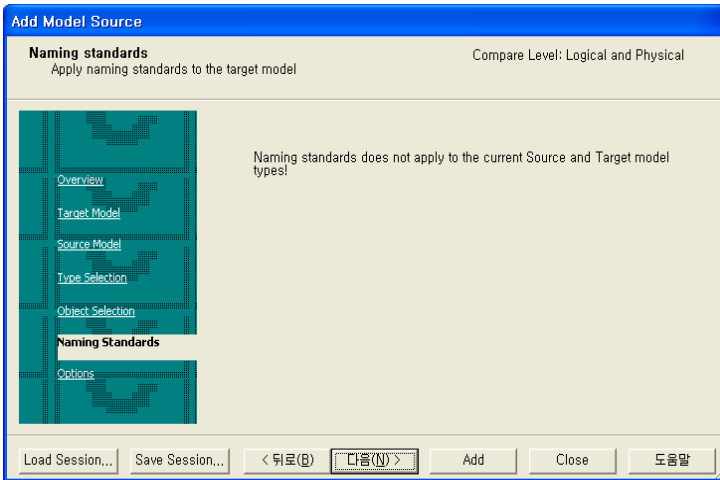 Add Model Source
Naming standards
Apply naming standards to the target model
Compare Level: Logical and Physical
Naming standards does not apply to the current Source and Target model
types!
Overview
Target Model
Source Model
Type Selection
Object Selection
Naming Standards
Options
Load Session,,,
Save Session,,,
< 뒤로(B)
다음(N) >
Add
Close
도움말